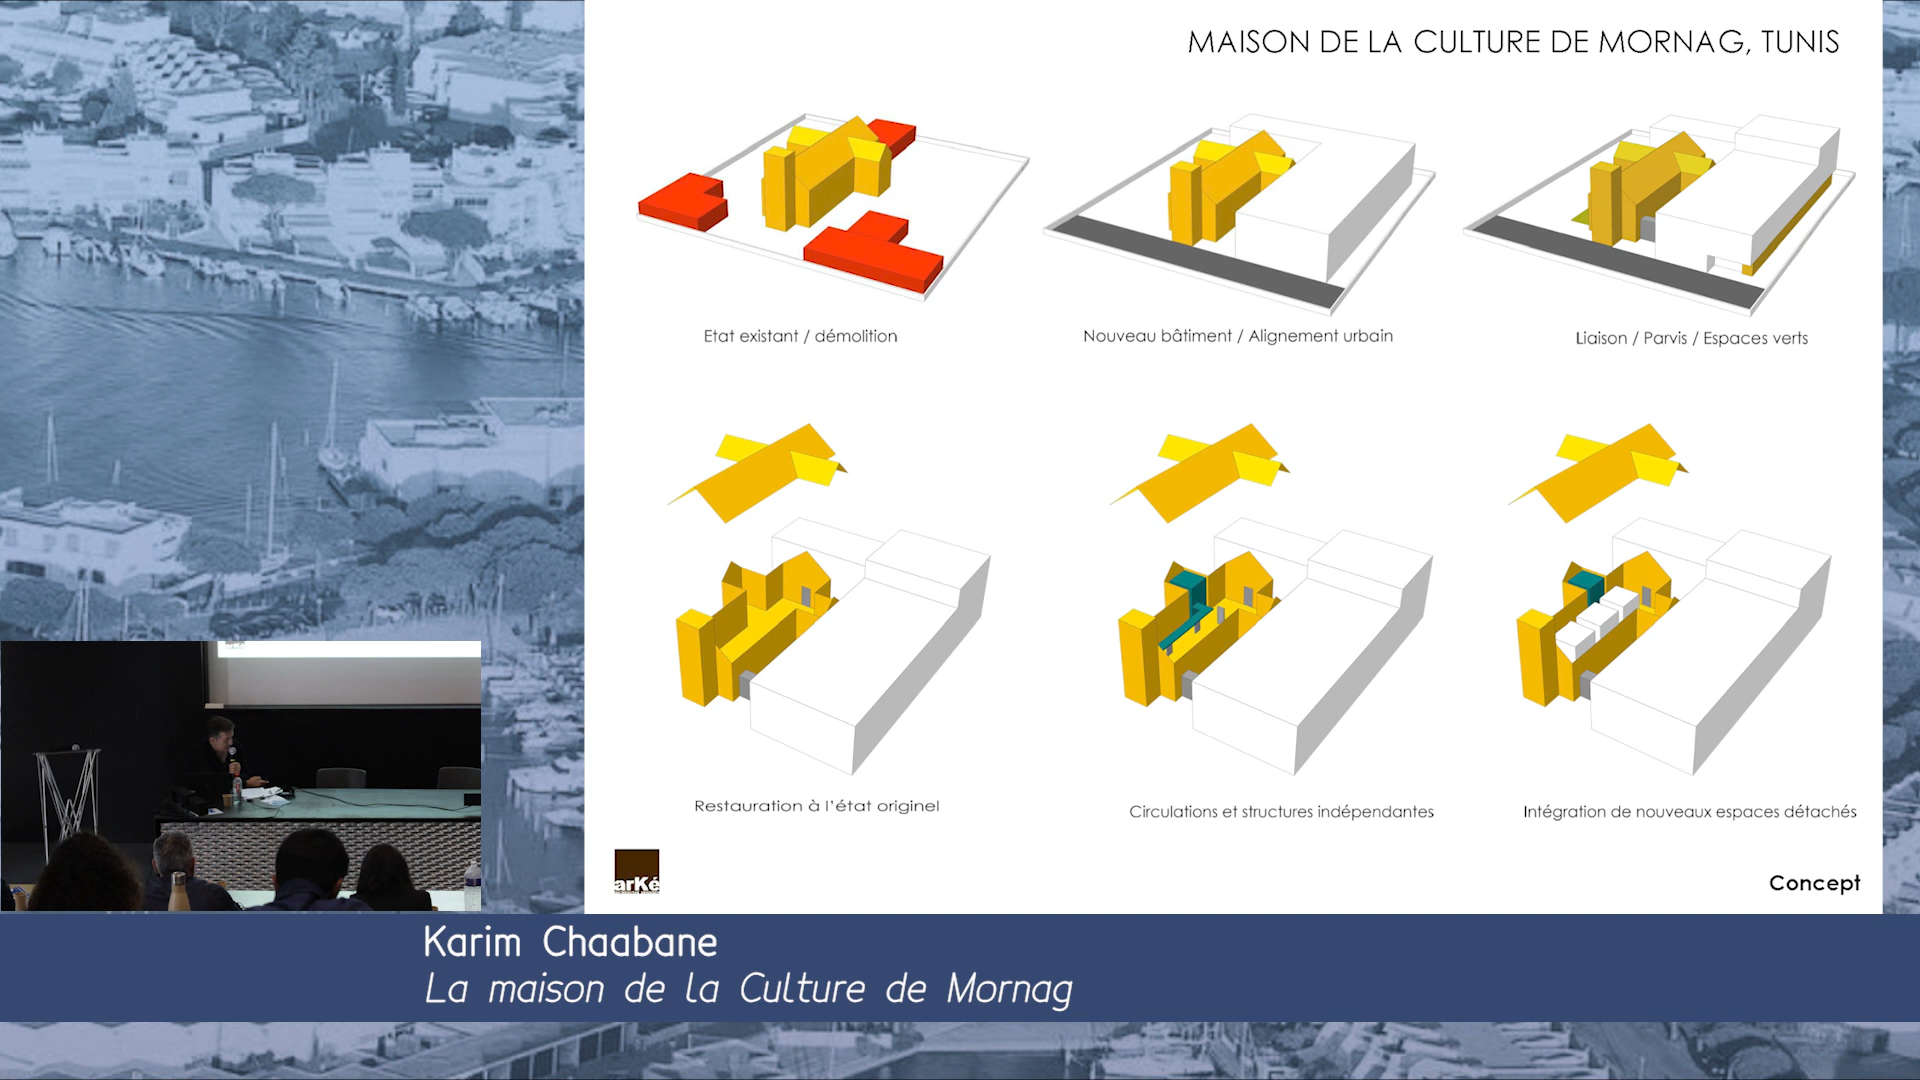 MAISON DE LA CULTURE DE MORNAG, TUNIS
Etat existant / démolition
Nouveau bâtiment / Alignement urbain
Liaison / Parvis / Espaces verts
Restauration à l'état originel
Circulations et structures indépendantes
Intégration de nouveaux espaces détachés
arKé
Concept
Karim Chaabane
La maison de la Culture de Mornag